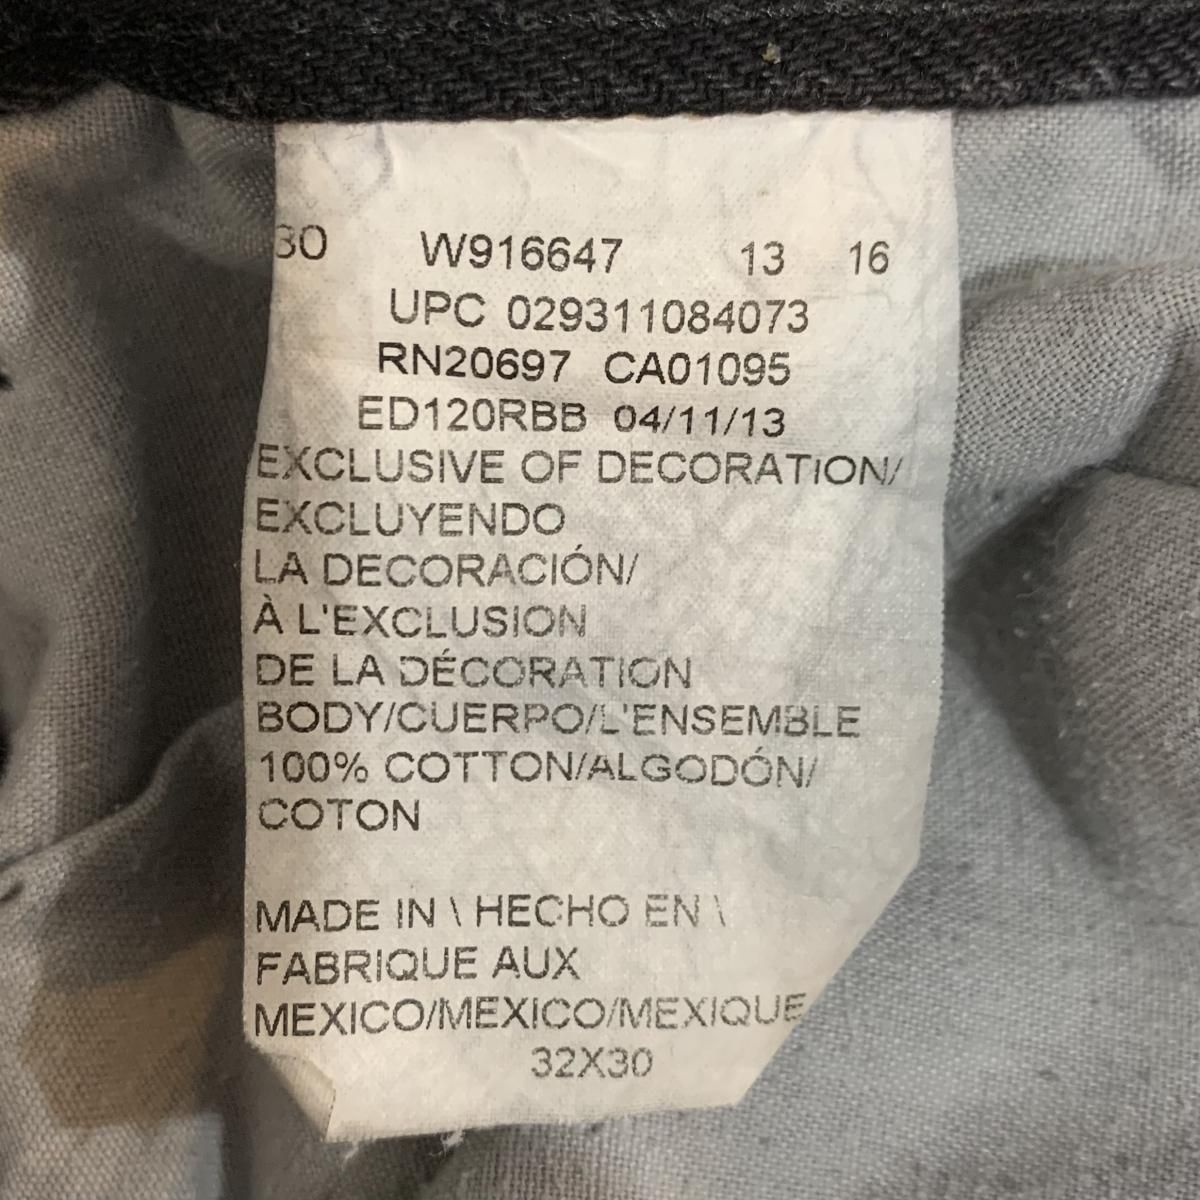 30 W916647 13 16
UPC 029311084073
RN20697 CA01095
ED120RBB 04/11/13
EXCLUSIVE OF DECORATION/
EXCLUYENDO
LA DECORACIÓN/
À L'EXCLUSION
DE LA DÉCORATION
BODY/CUERPO/L'ENSEMBLE
100% COTTON/ALGODÓN/
COTON
MADE IN \ HECHO EN \
FABRIQUE AUX
MEXICO/MEXICO/MEXIQUE
32X30